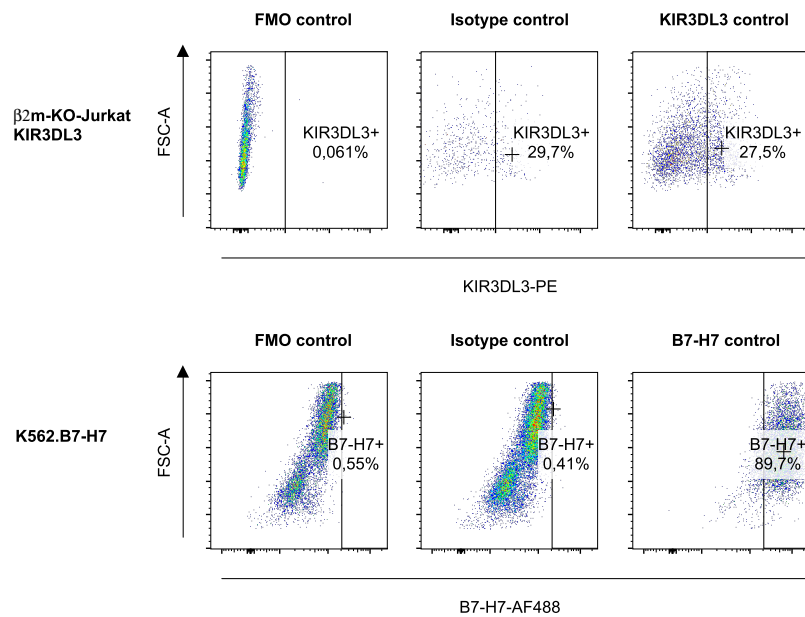 FMO control
Isotype control
KIR3DL3 control
β2m-KO-Jurkat
KIR3DL3
FSC-A
KIR3DL3+
0,061%
KIR3DL3+
29,7%
KIR3DL3+
27,5%
KIR3DL3-PE
FMO control
Isotype control
B7-H7 control
K562.B7-H7
FSC-A
B7-H7+
0,55%
B7-H7+
0,41%
B7-H7+
89,7%
B7-H7-AF488